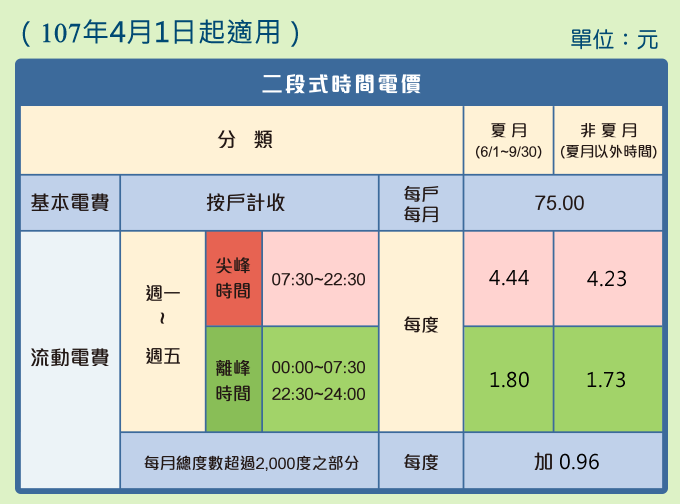 （107年4月1日起適用）
單位：元
二段式時間電價
分 類
夏 月
(6/1~9/30)
非 夏 月
(夏月以外時間)
基本電費
按戶計收
每戶
每月
75.00
流動電費
週一
~
週五
尖峰
時間
07:30~22:30
每度
4.44
4.23
離峰
時間
00:00~07:30
22:30~24:00
1.80
1.73
每月總度數超過2,000度之部分
每度
加 0.96